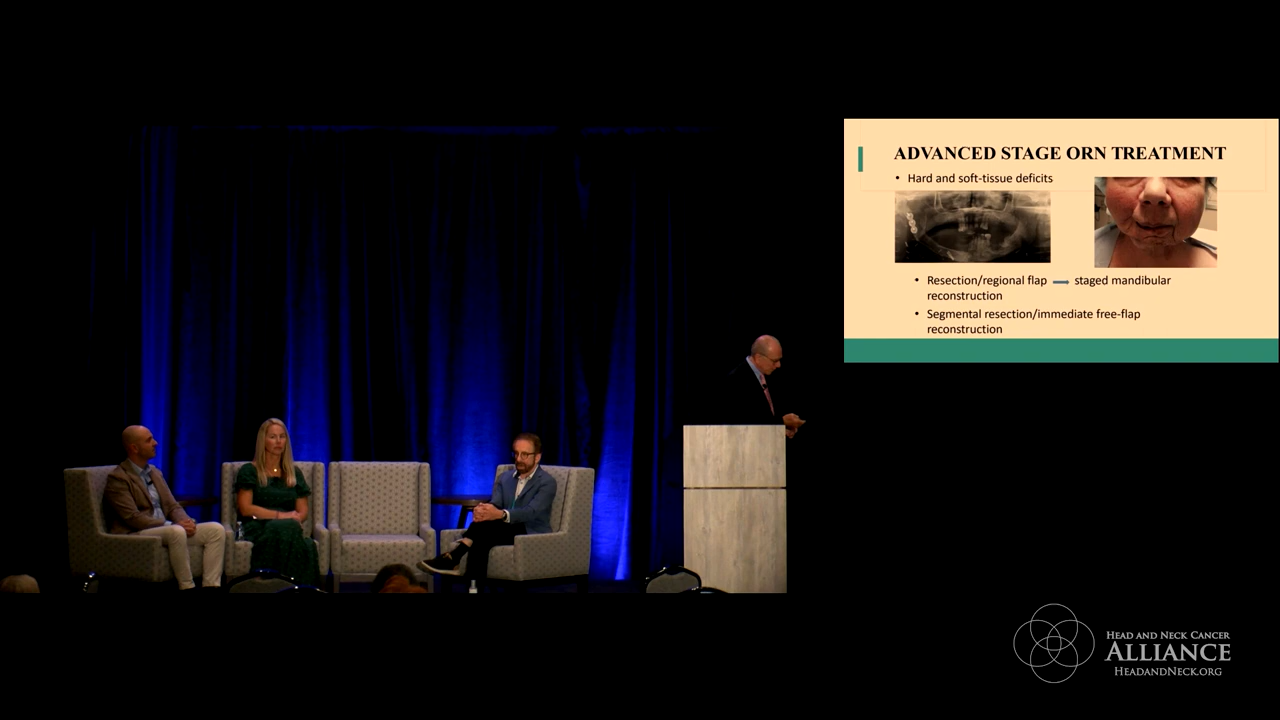 ADVANCED STAGE ORN TREATMENT
• Hard and soft-tissue deficits
• Resection/regional flap → staged mandibular
reconstruction
• Segmental resection/immediate free-flap
reconstruction
HEAD AND NECK CANCER
ALLIANCE
HEADANDNECK.ORG